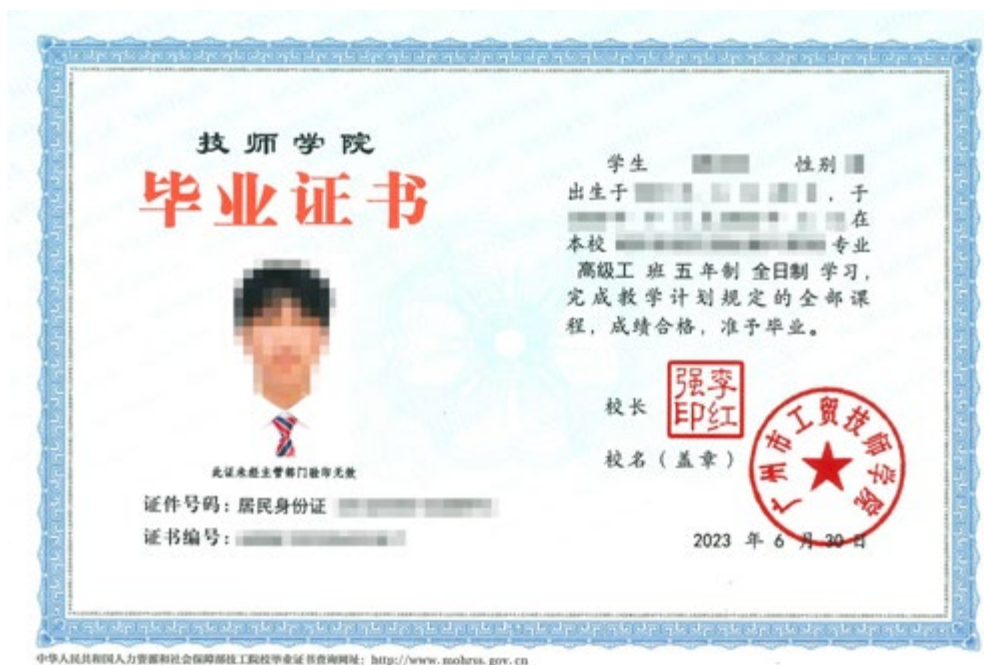 技师学院
毕业证书
此证未经主管部门验印无效
证件号码：居民身份证
证书编号：
学生 性别
出生于 ，于
在
本校 专业
高级工 班 五 年制 全日制 学习，
完成教学计划规定的全部课
程，成绩合格，准予毕业。
校长
李红强印
校名（盖章）
广州市工贸技师学院
2023 年 6 月 30 日
中华人民共和国人力资源和社会保障部技工院校毕业证书查询网址：http://www.mohrss.gov.cn